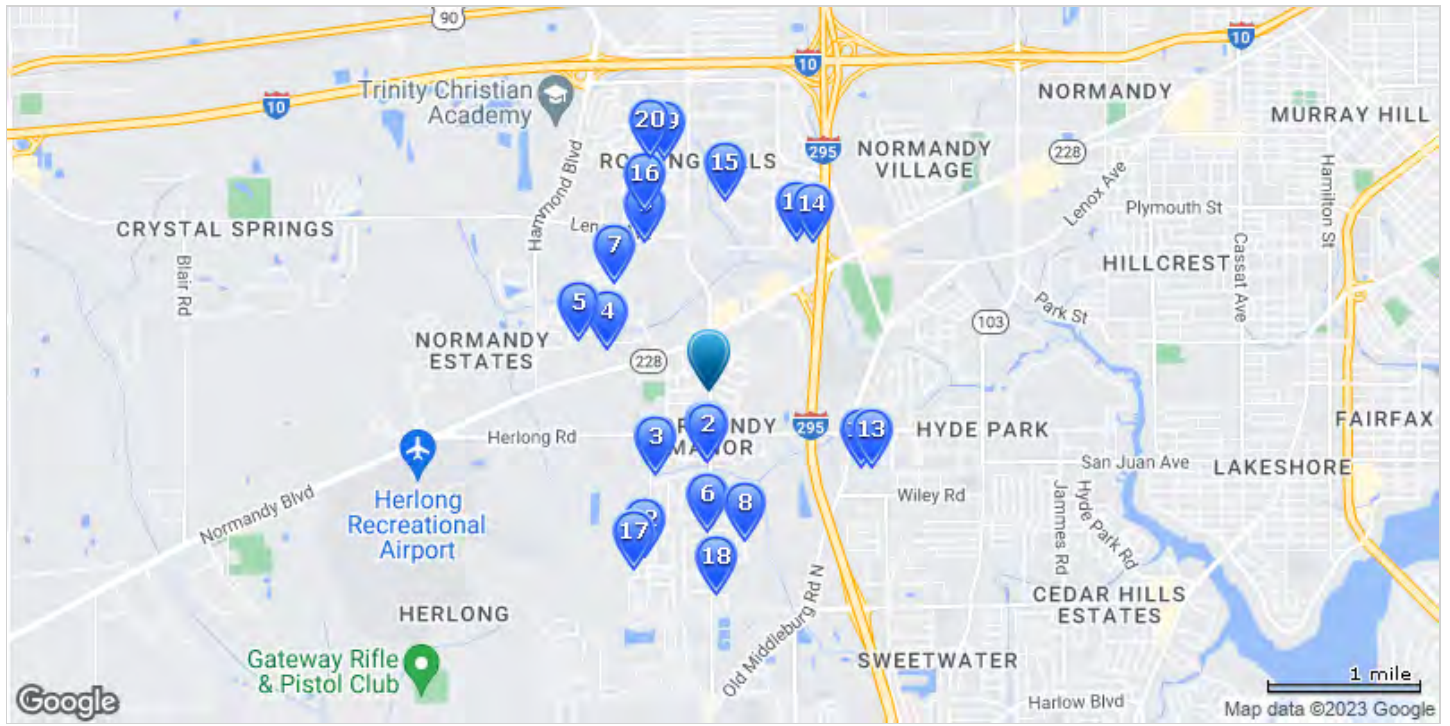 90
10
10
10
Trinity Christian
Academy
NORMANDY
MURRAY HILL
20
9
295
NORMANDY
VILLAGE
228
15
16
Hammond Blvd
Lenox Ave
Hamilton St
14
Plymouth St
CRYSTAL SPRINGS
7
Blair Rd
HILLCREST
Cassat Ave
5
4
Park St
103
NORMANDY
ESTATES
228
2
3
MANOR
295
13
HYDE PARK
FAIRFAX
Herlong Rd
San Juan Ave
LAKESHORE
Herlong
Recreational
Airport
Normandy Blvd
6
8
Wiley Rd
Jammes Rd
Hyde Park Rd
17
18
HERLONG
Old Middleburg Rd N
CEDAR HILLS
ESTATES
Gateway Rifle
& Pistol Club
SWEETWATER
Harlow Blvd
1 mile
Google
Map data ©2023 Google